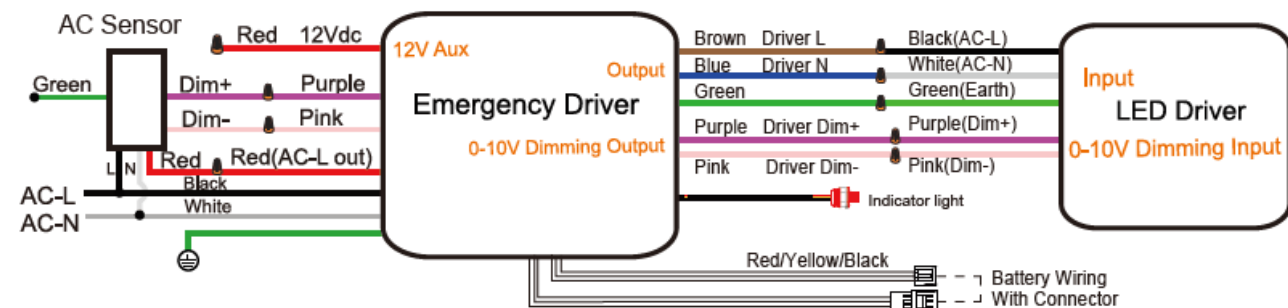 AC Sensor
Red 12Vdc
12V Aux
Green
Dim+ Purple
Dim- Pink
L N
Red Red(AC-L out)
Black
AC-L
White
AC-N
Emergency Driver
Output
0-10V Dimming Output
Brown Driver L Black(AC-L)
Blue Driver N White(AC-N)
Green Green(Earth)
Purple Driver Dim+ Purple(Dim+)
Pink Driver Dim- Pink(Dim-)
Indicator light
Input
LED Driver
0-10V Dimming Input
Red/Yellow/Black
Battery Wiring
With Connector